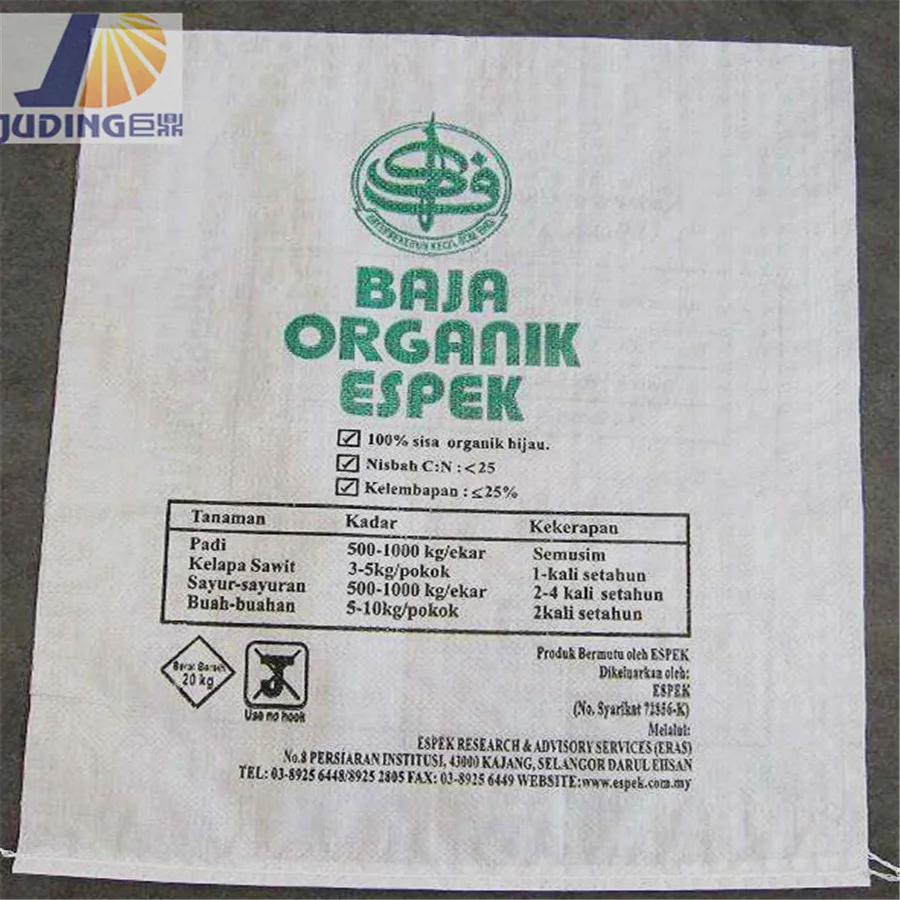 JUDING巨鼎
BAJA
ORGANIK
ESPEK
100% sisa organik hijau.
Nisbah C:N :<25
Kelembapan : ≤25%
Tanaman Kadar Kekerapan
Padi 500-1000 kg/ekar Semusim
Kelapa Sawit 3-5kg/pokok 1-kali setahun
Sayur-sayuran 500-1000 kg/ekar 2-4 kali setahun
Buah-buahan 5-10kg/pokok 2kali setahun
Berat Bersih
20 kg
Use no hook
Produk Bermutu oleh ESPEK
Dikeluarkan oleh:
ESPEK
(No. Syarikat 72856-K)
Melalui:
ESPEK RESEARCH & ADVISORY SERVICES (ERAS)
No.8 PERSIARAN INSTITUSI, 43000 KAJANG, SELANGOR DARUL EHSAN
TEL: 03-8925 6448/8925 2805 FAX: 03-8925 6449 WEBSITE:www.espek.com.my